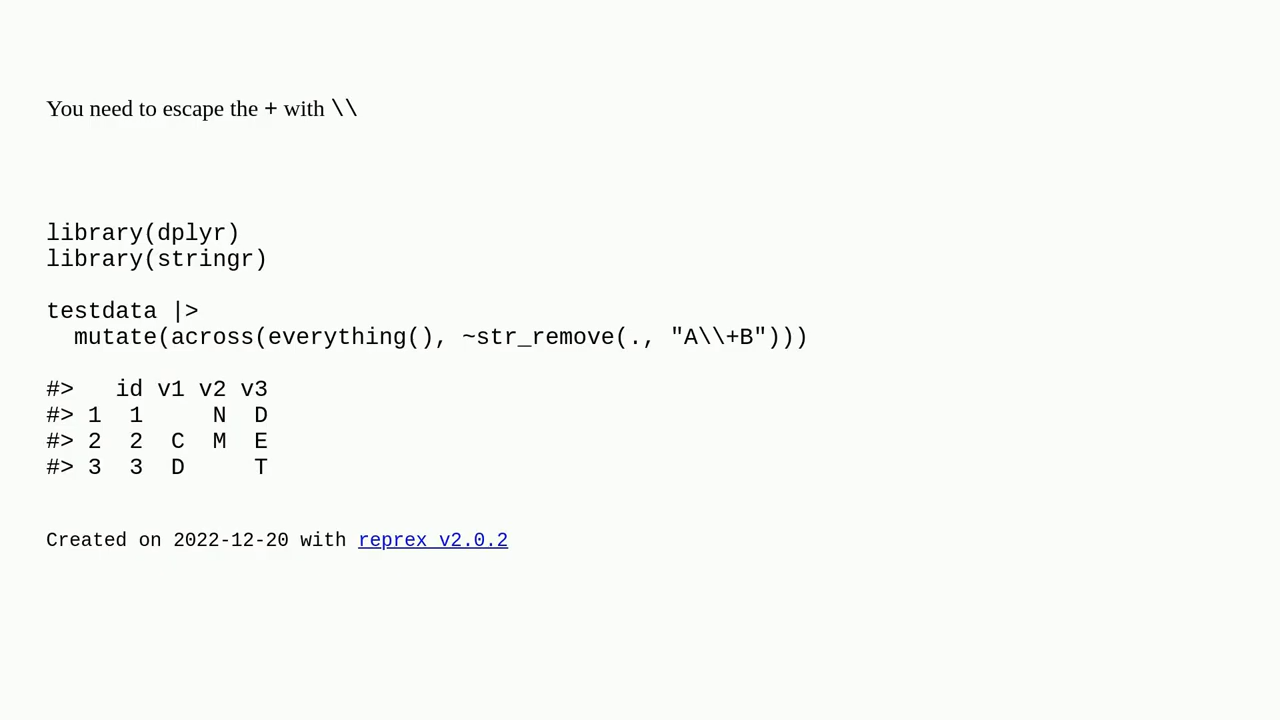 You need to escape the + with \\
library(dplyr)
library(stringr)
testdata |>
  mutate(across(everything(), ~str_remove(., "A\\+B")))
#>   id v1 v2 v3
#> 1  1     N  D
#> 2  2  C  M  E
#> 3  3  D     T
Created on 2022-12-20 with reprex v2.0.2